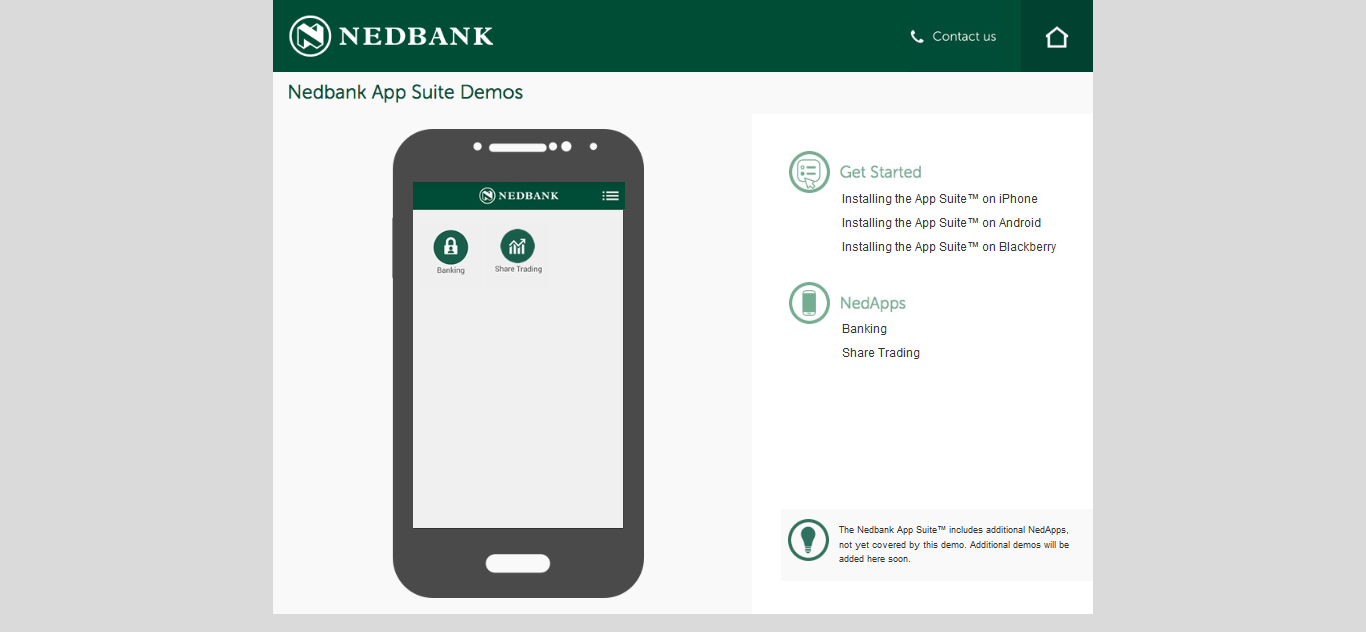 NEDBANK
Contact us
Nedbank App Suite Demos
NEDBANK
Banking
Share Trading
Get Started
Installing the App Suite™ on iPhone
Installing the App Suite™ on Android
Installing the App Suite™ on Blackberry
NedApps
Banking
Share Trading
The Nedbank App Suite™ includes additional NedApps,
not yet covered by this demo. Additional demos will be
added here soon.